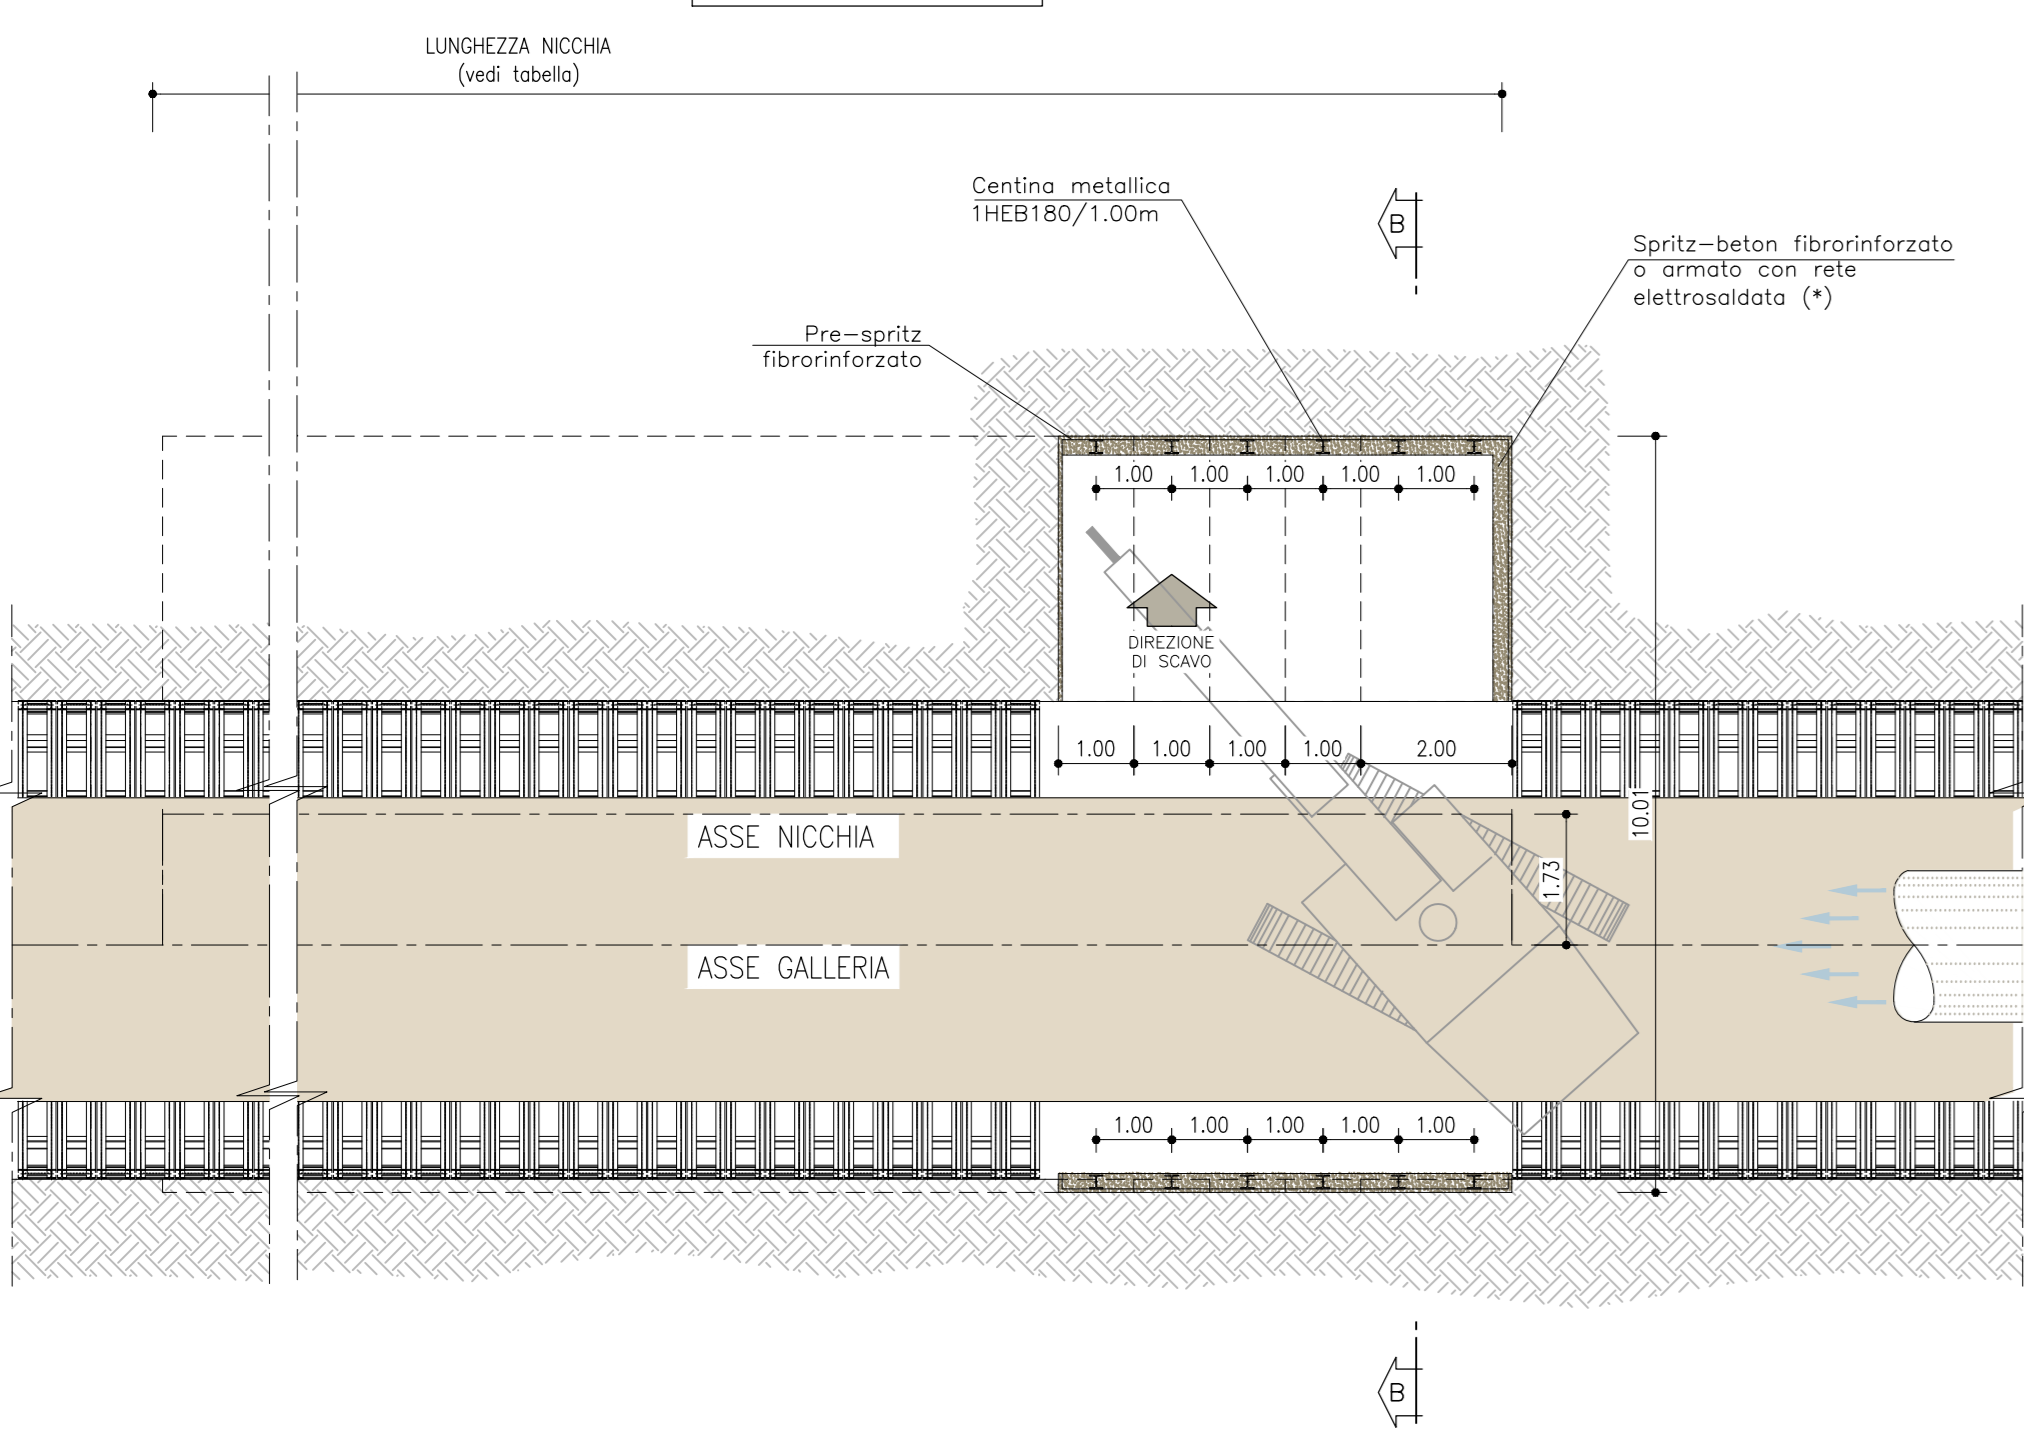 LUNGHEZZA NICCHIA
(vedi tabella)
Centina metallica
1HEB180/1.00m
B
Spritz-beton fibrorinforzato
o armato con rete
elettrosaldata (*)
Pre-spritz
fibrorinforzato
1.00 1.00 1.00 1.00 1.00
DIREZIONE
DI SCAVO
1.00 1.00 1.00 1.00 2.00
10.01
ASSE NICCHIA
1.73
ASSE GALLERIA
1.00 1.00 1.00 1.00 1.00
B